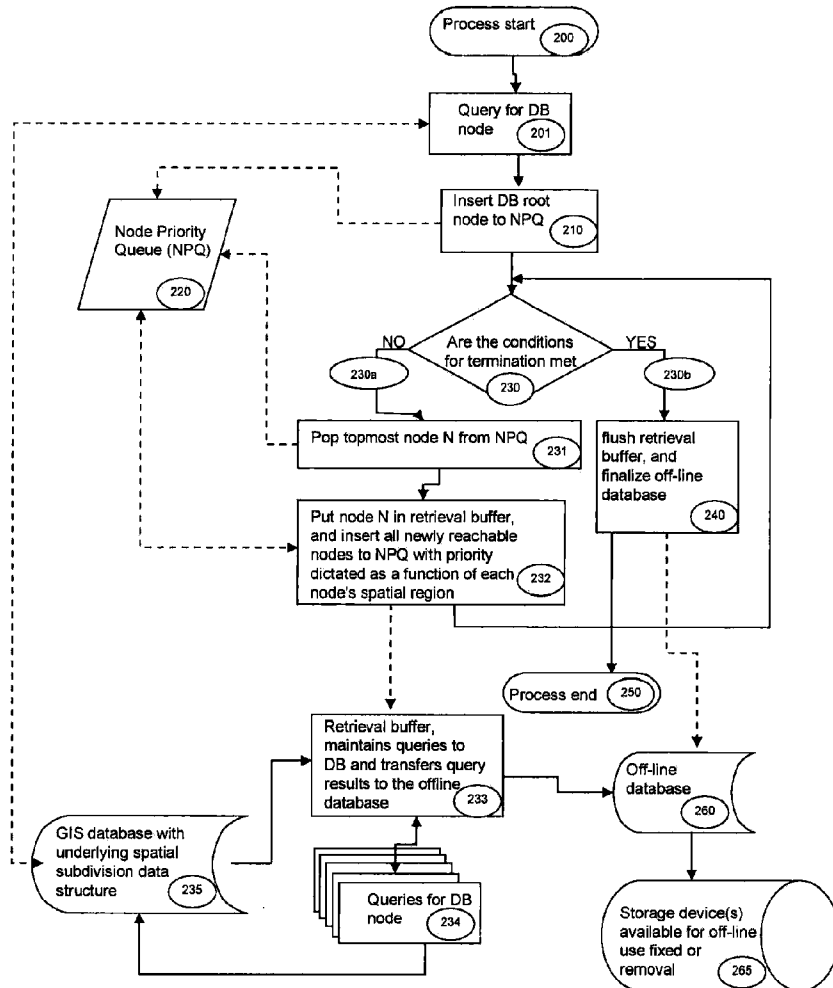 Process start
200
Query for DB
node
201
Insert DB root
node to NPQ
210
Node Priority
Queue (NPQ)
220
NO
Are the conditions
for termination met
230
YES
230a
230b
Pop topmost node N from NPQ
231
flush retrieval
buffer, and
finalize off-line
database
240
Put node N in retrieval buffer,
and insert all newly reachable
nodes to NPQ with priority
dictated as a function of each
node's spatial region
232
Process end
250
Retrieval buffer,
maintains queries to
DB and transfers query
results to the offline
database
233
Off-line
database
260
GIS database with
underlying spatial
subdivision data
structure
235
Queries for DB
node
234
Storage device(s)
available for off-line
use fixed or
removal
265